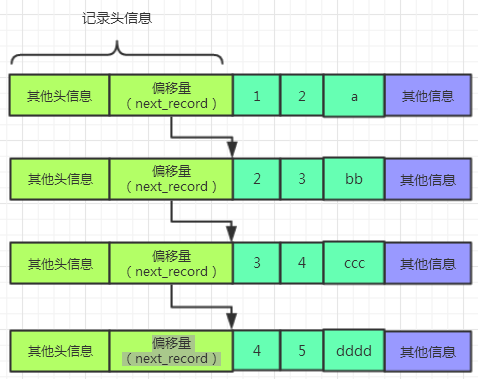 记录头信息
其他头信息 偏移量 (next_record) 1 2 a 其他信息
其他头信息 偏移量 (next_record) 2 3 bb 其他信息
其他头信息 偏移量 (next_record) 3 4 ccc 其他信息
其他头信息 偏移量 (next_record) 4 5 dddd 其他信息